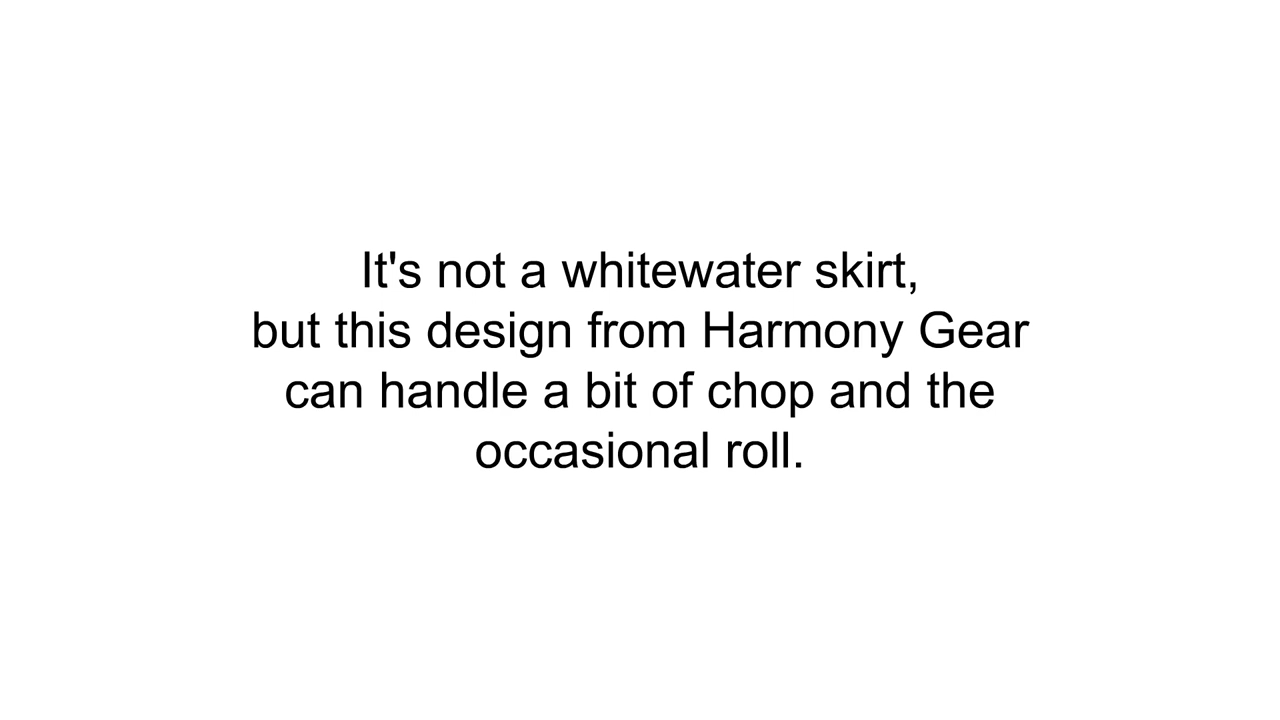 It's not a whitewater skirt,
but this design from Harmony Gear
can handle a bit of chop and the
occasional roll.